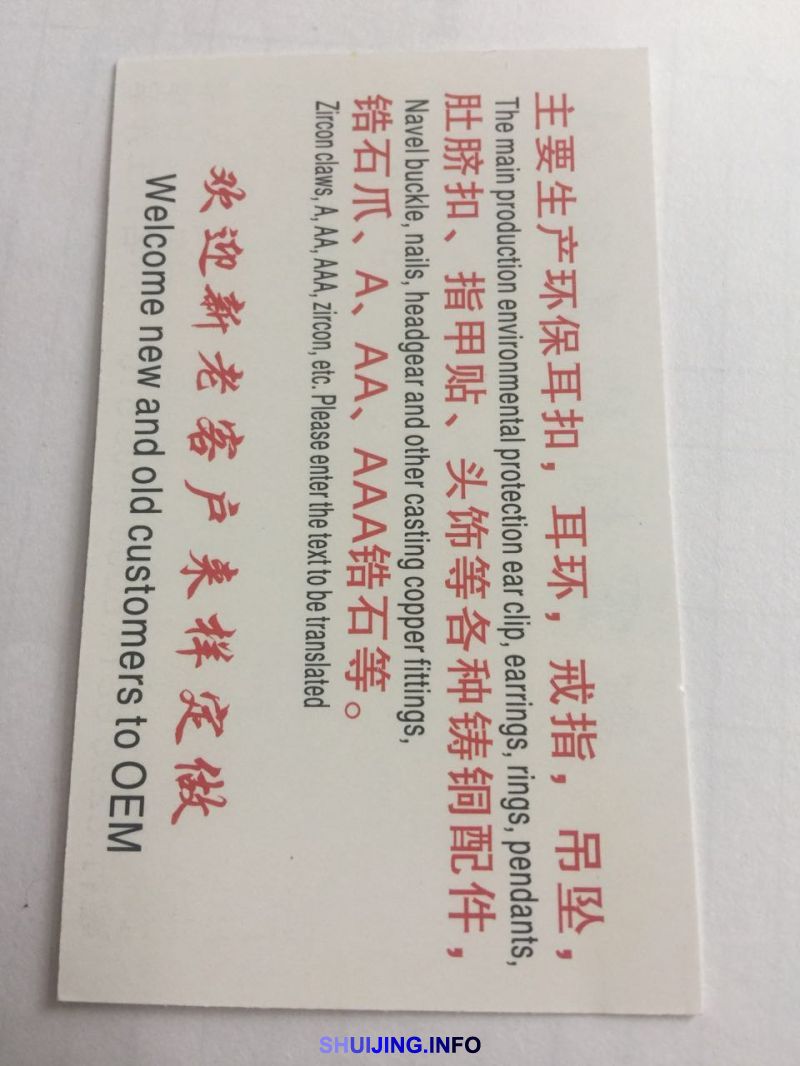 主要生产环保耳扣，耳环，戒指，吊坠，
The main production environmental protection ear clip, earrings, rings, pendants,
肚脐扣、指甲贴、头饰等各种铸铜配件，
Navel buckle, nails, headgear and other casting copper fittings,
锆石爪、A、AA、AAA锆石等。
Zircon claws, A, AA, AAA, zircon, etc. Please enter the text to be translated
欢迎新老客户来样定做
Welcome new and old customers to OEM
SHUIJING.INFO